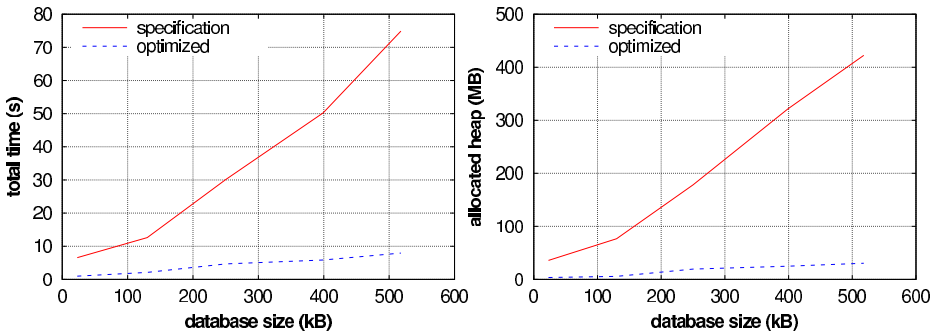 80
70
60
50
40
30
20
10
0
total time (s)
specification
optimized
0 100 200 300 400 500 600
database size (kB)
500
400
300
200
100
0
allocated heap (MB)
specification
optimized
0 100 200 300 400 500 600
database size (kB)